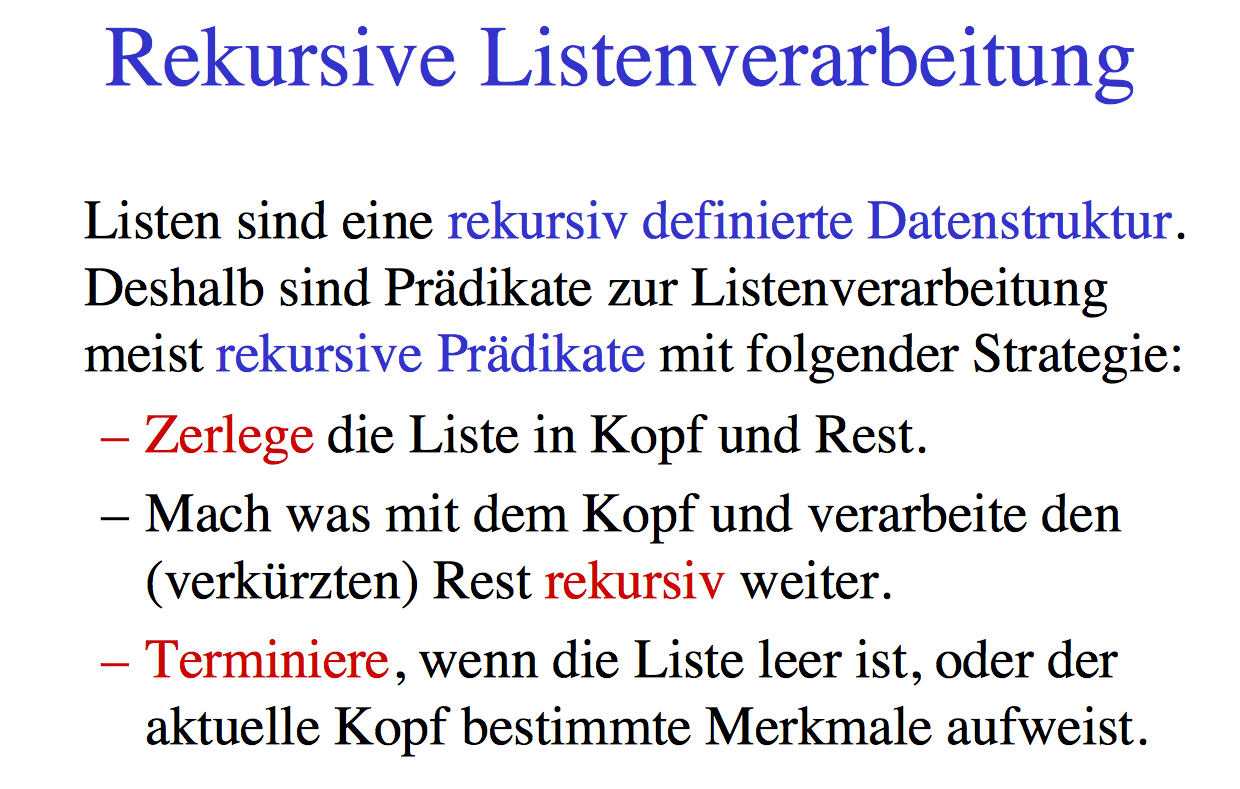 Rekursive Listenverarbeitung
Listen sind eine rekursiv definierte Datenstruktur.
Deshalb sind Prädikate zur Listenverarbeitung
meist rekursive Prädikate mit folgender Strategie:
– Zerlege die Liste in Kopf und Rest.
– Mach was mit dem Kopf und verarbeite den
(verkürzten) Rest rekursiv weiter.
– Terminiere, wenn die Liste leer ist, oder der
aktuelle Kopf bestimmte Merkmale aufweist.